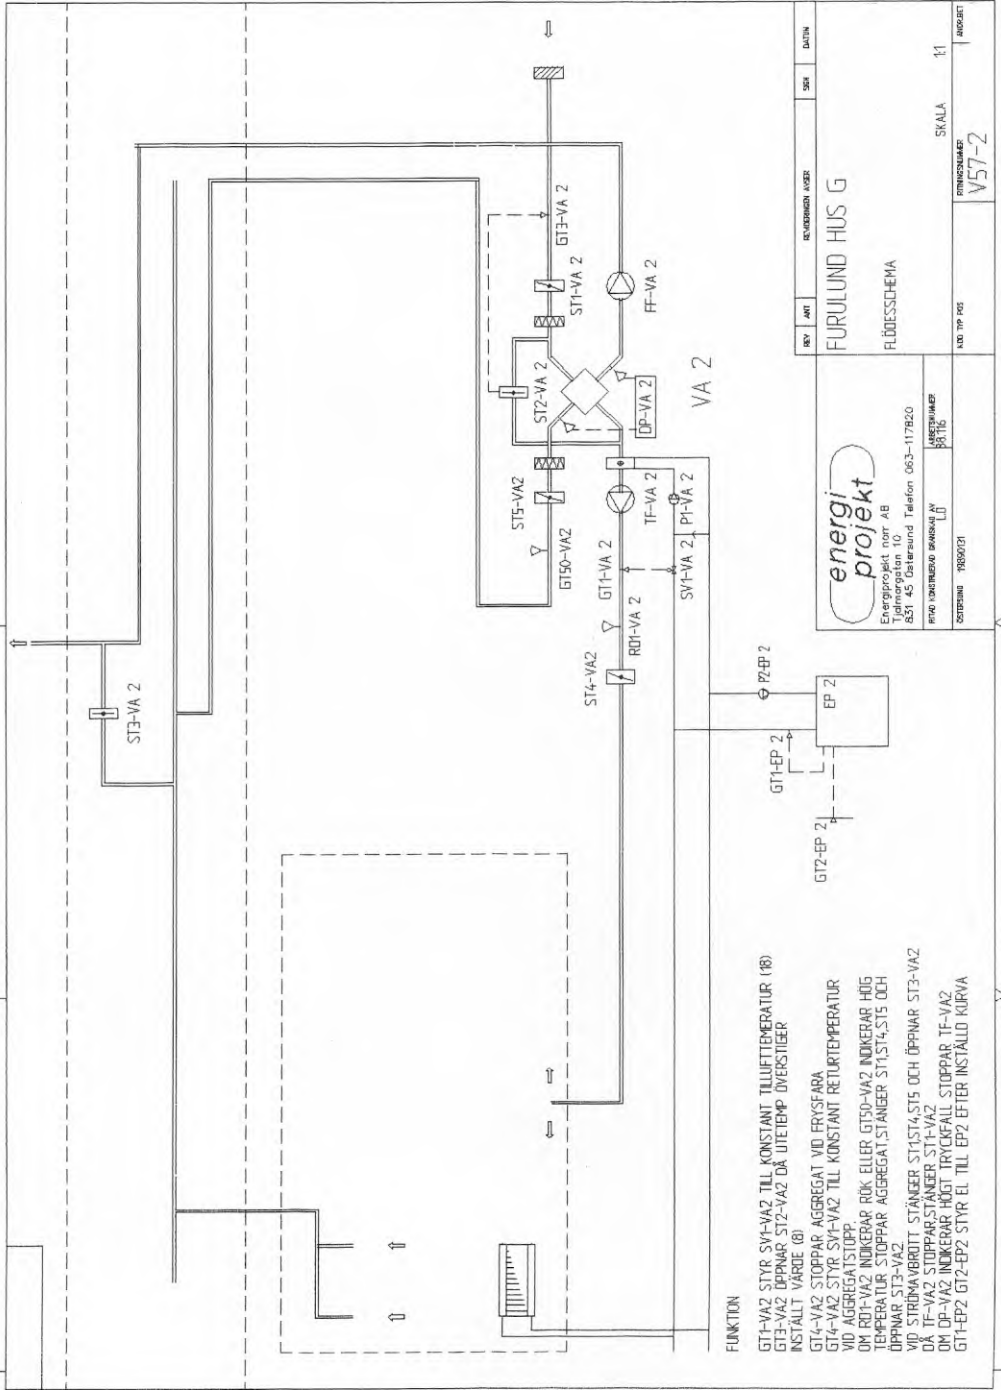 ST3-VA 2
GT3-VA 2
ST1-VA 2
ST2-VA 2
FF-VA 2
DP-VA 2
VA 2
ST5-VA2
GT50-VA2
TF-VA 2
P1-VA 2
GT1-VA 2
SV1-VA 2
RD1-VA 2
ST4-VA2
P2-EP 2
EP 2
GT1-EP 2
GT2-EP 2
FUNKTION
GT1-VA2 STYR SV1-VA2 TILL KONSTANT TILLUFTTEMERATUR (18)
GT3-VA2 ÖPPNAR ST2-VA2 DÅ UTETEMP ÖVERSTIGER
INSTÄLLT VÄRDE (8)
GT4-VA2 STOPPAR AGGREGAT VID FRYSFARA
GT4-VA2 STYR SV1-VA2 TILL KONSTANT RETURTEMPERATUR
VID AGGREGATSTOPP.
OM RD1-VA2 INDIKERAR RÖK ELLER GT50-VA2 INDIKERAR HÖG
TEMPERATUR STOPPAR AGGREGAT,STÄNGER ST1,ST4,ST5 OCH
ÖPPNAR ST3-VA2.
VID STRÖMAVBROTT STÄNGER ST1,ST4,ST5 OCH ÖPPNAR ST3-VA2
DÅ TF-VA2 STOPPAR,STÄNGER ST1-VA2
OM DP-VA2 INDIKERAR HÖGT TRYCKFALL STOPPAR TF-VA2
GT1-EP2 GT2-EP2 STYR EL TILL EP2 EFTER INSTÄLLD KURVA
REV
ANT
REVIDERINGEN AVSER
SIGN
DATUM
energi
projekt
Energiprojekt norr AB
Tjalmargatan 10
831 45 Östersund Telefon 063-117820
RITAD KONSTRUERAD GRANSKAD AV
LÖ
ARBETSNUMMER
88.116
ÖSTERSUND 19890131
FURULUND HUS G
FLÖDESSCHEMA
SKALA
1:1
KOD TYP POS
RITNINGSNUMMER
V57-2
ÄNDR.BET